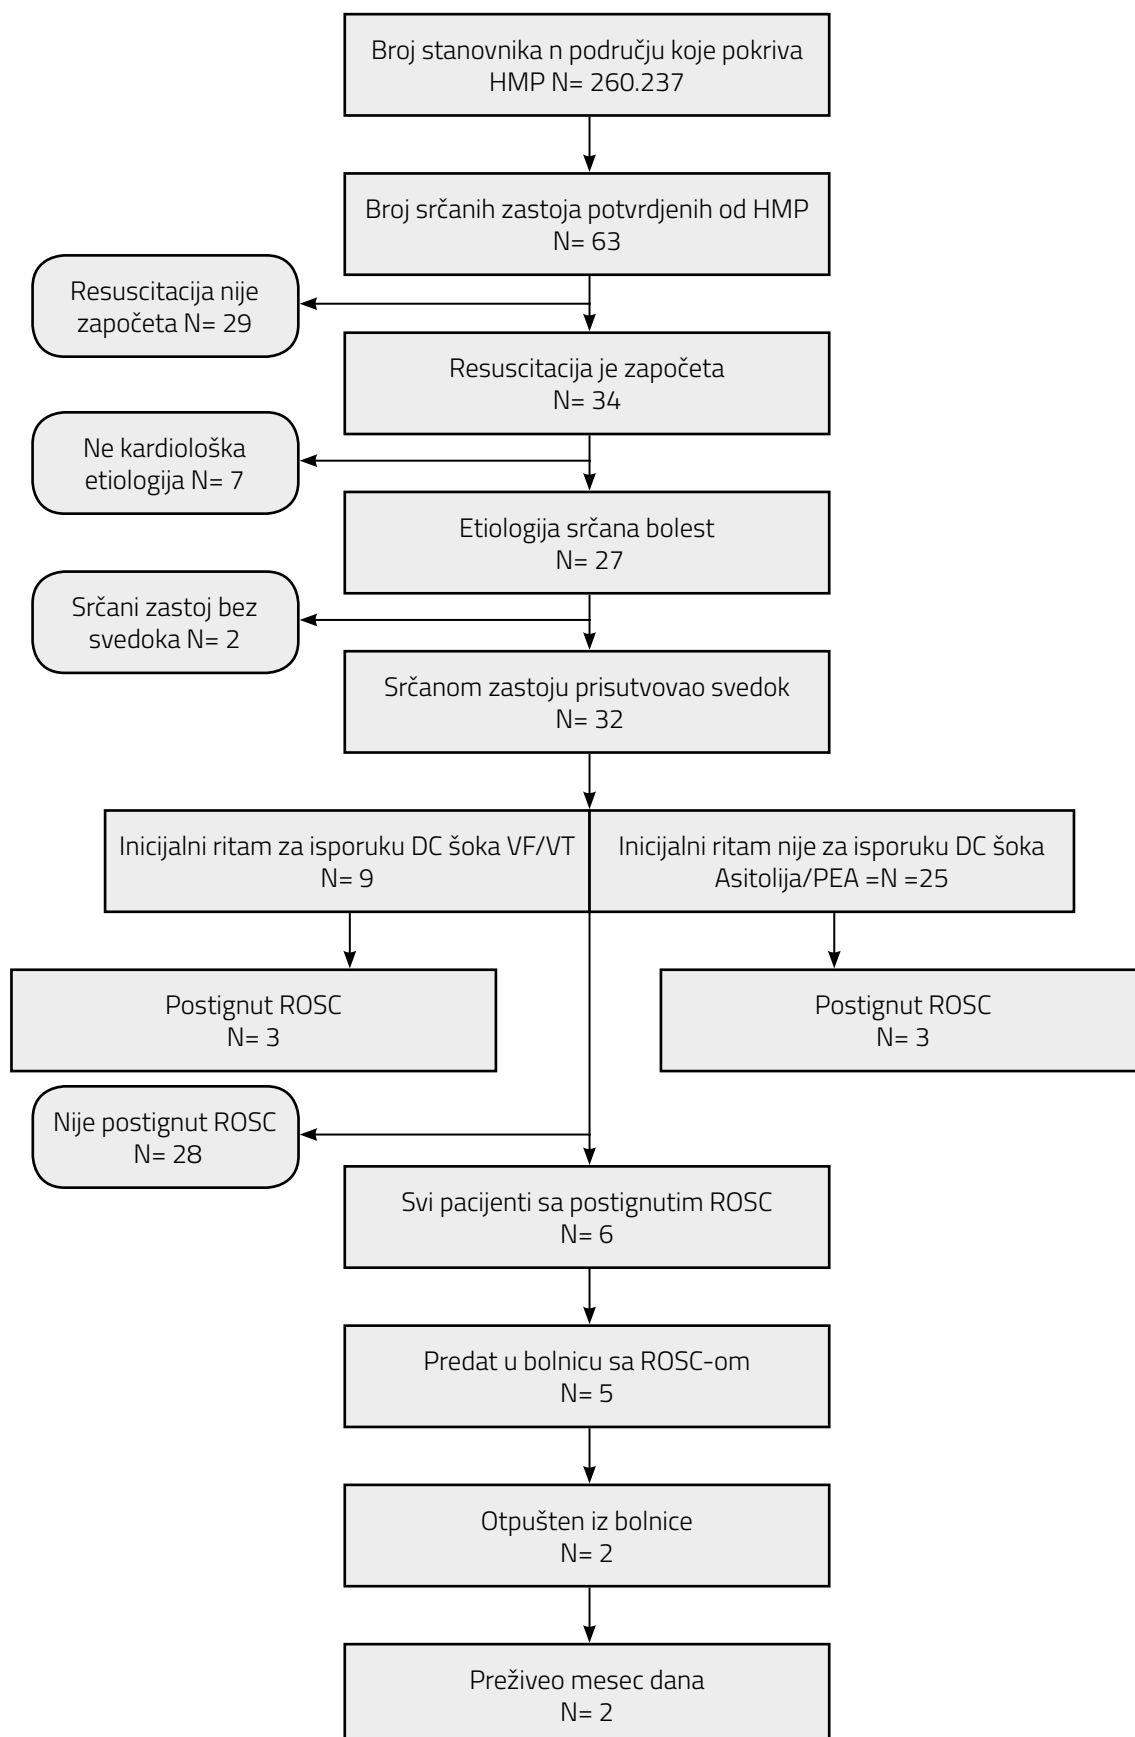 Broj stanovnika n području koje pokriva
HMP N= 260.237
Broj srčanih zastoja potvrdjenih od HMP
N= 63
Resuscitacija nije
započeta N= 29
Resuscitacija je započeta
N= 34
Ne kardiološka
etiologija N= 7
Etiologija srčana bolest
N= 27
Srčani zastoj bez
svedoka N= 2
Srčanom zastoju prisutvovao svedok
N= 32
Inicijalni ritam za isporuku DC šoka VF/VT
N= 9
Inicijalni ritam nije za isporuku DC šoka
Asitolija/PEA =N =25
Postignut ROSC
N= 3
Postignut ROSC
N= 3
Nije postignut ROSC
N= 28
Svi pacijenti sa postignutim ROSC
N= 6
Predat u bolnicu sa ROSC-om
N= 5
Otpušten iz bolnice
N= 2
Preživeo mesec dana
N= 2